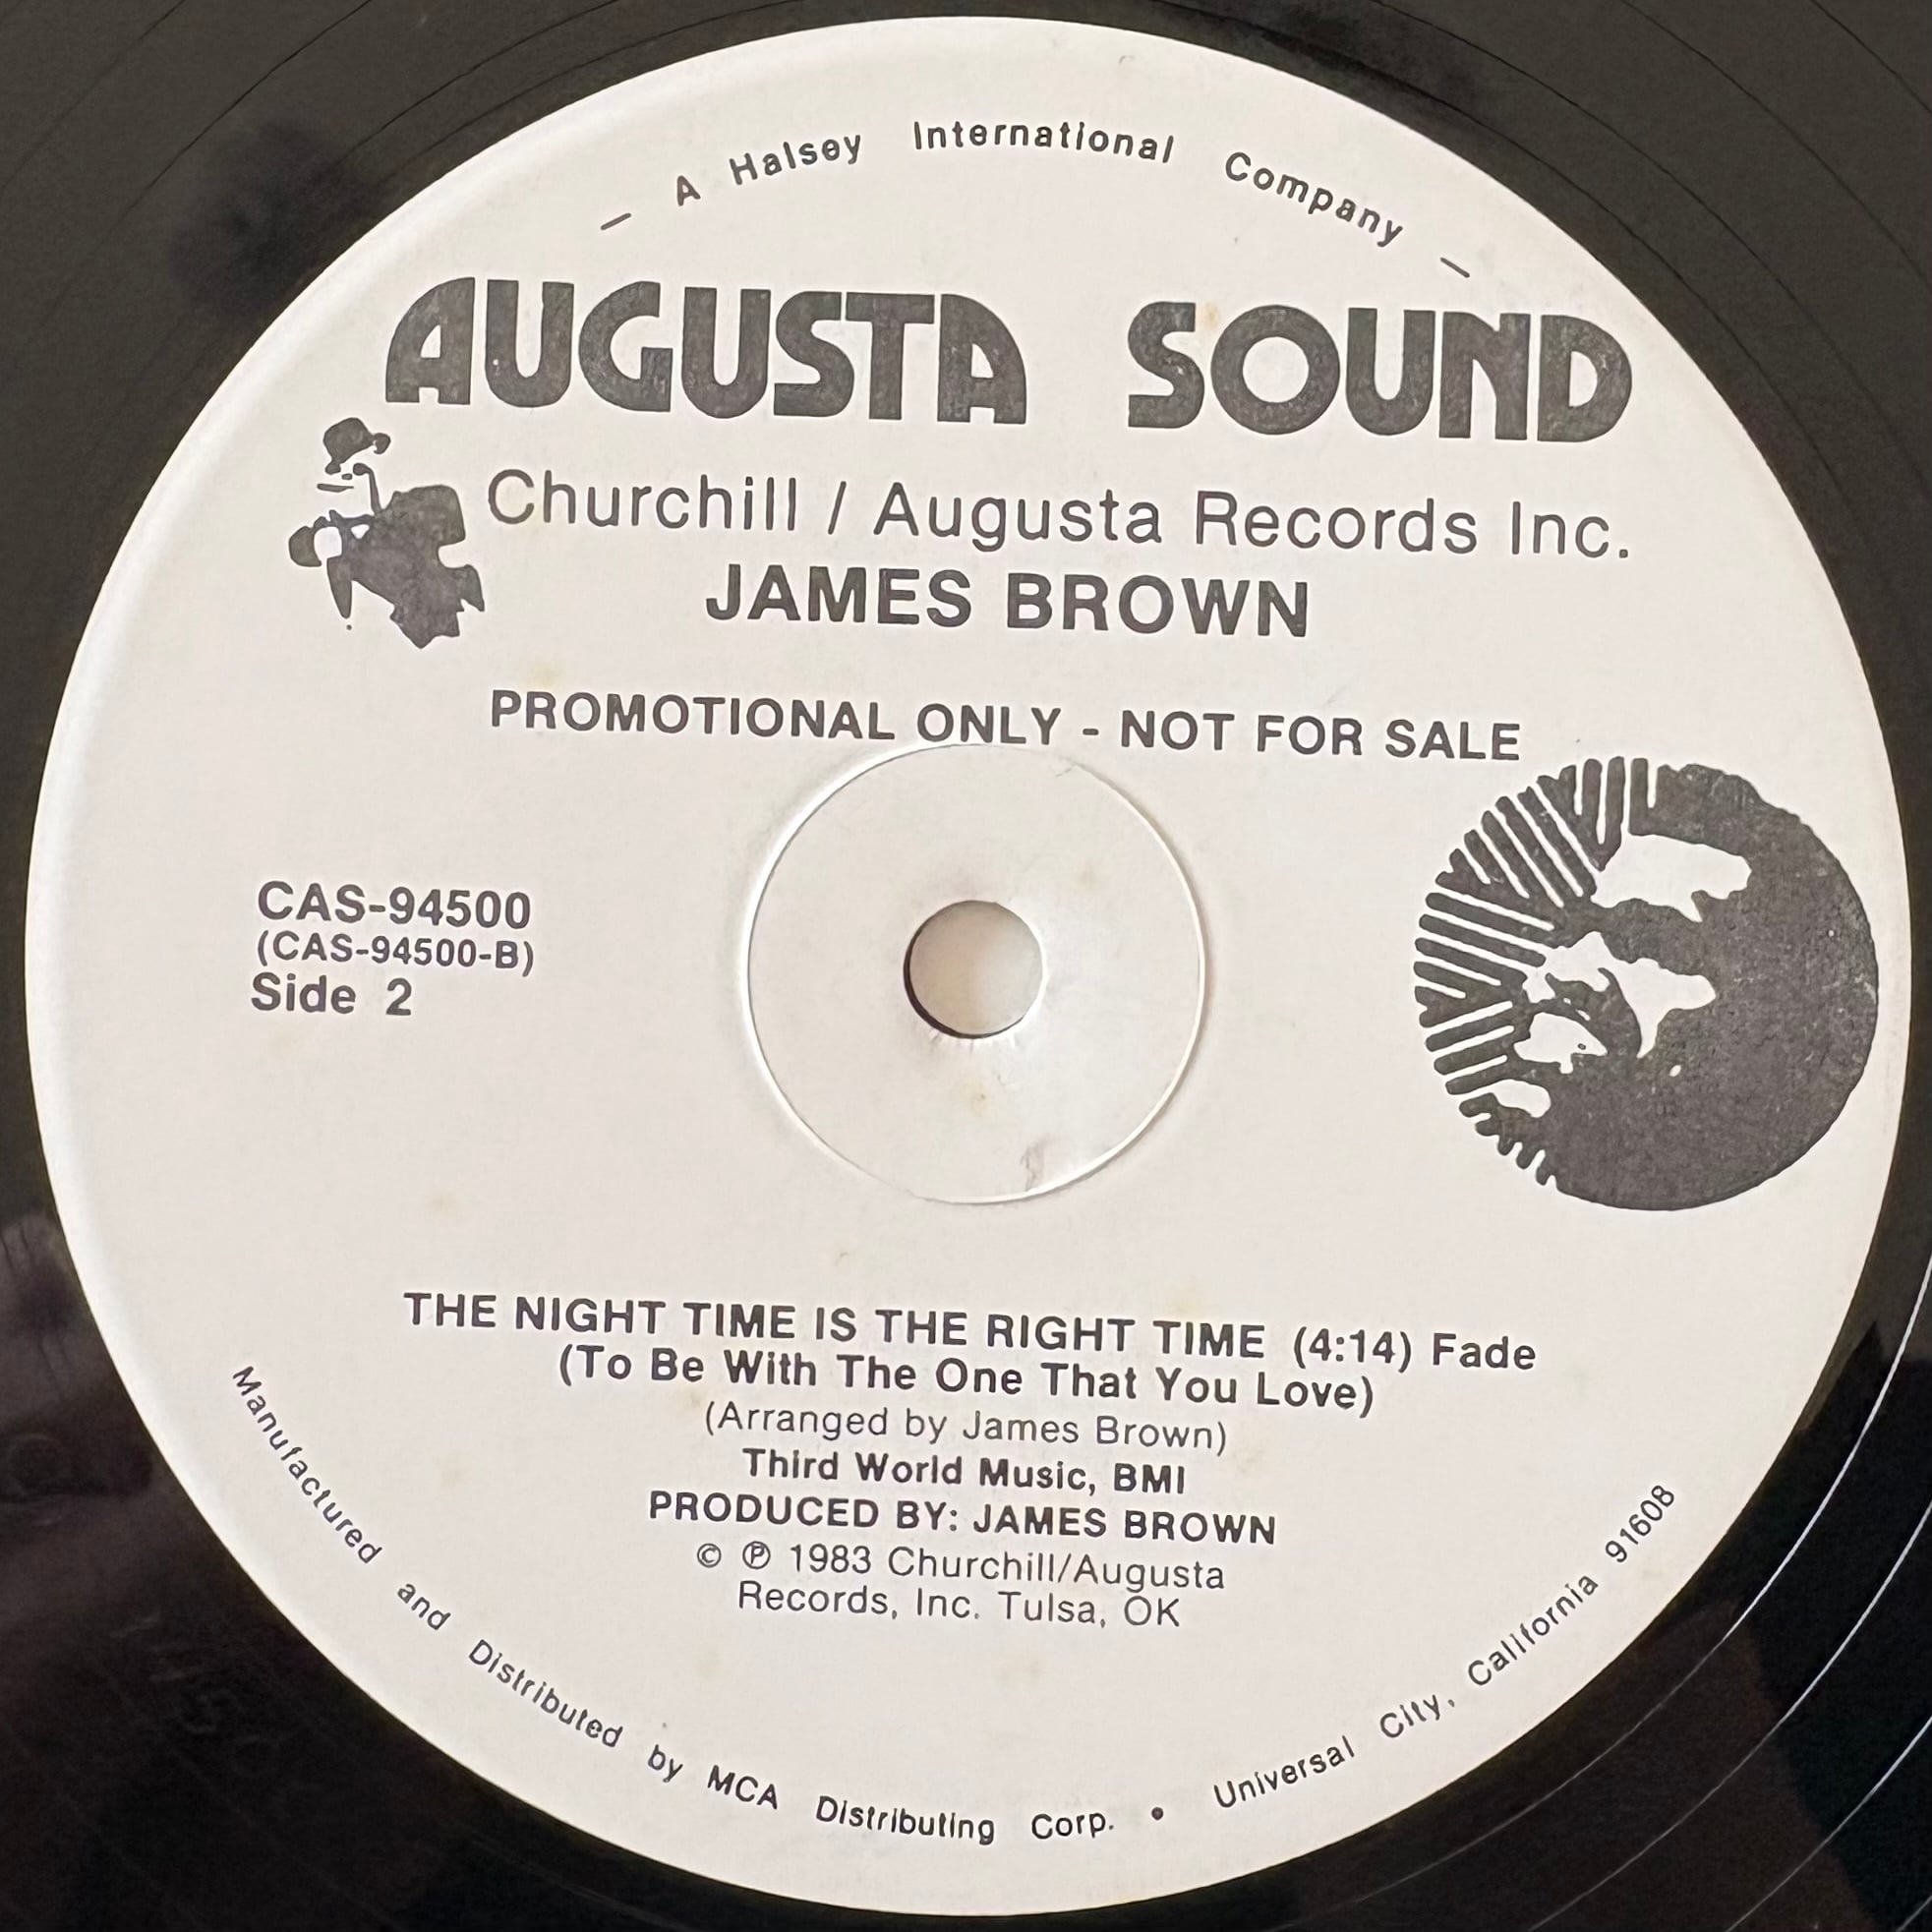 — A Halsey International Company —
AUGUSTA SOUND
Churchill / Augusta Records Inc.
JAMES BROWN
PROMOTIONAL ONLY - NOT FOR SALE
CAS-94500
(CAS-94500-B)
Side 2
THE NIGHT TIME IS THE RIGHT TIME (4:14) Fade
(To Be With The One That You Love)
(Arranged by James Brown)
Third World Music, BMI
PRODUCED BY: JAMES BROWN
© ℗ 1983 Churchill/Augusta
Records, Inc. Tulsa, OK
Manufactured and Distributed by MCA Distributing Corp. • Universal City, California 91608